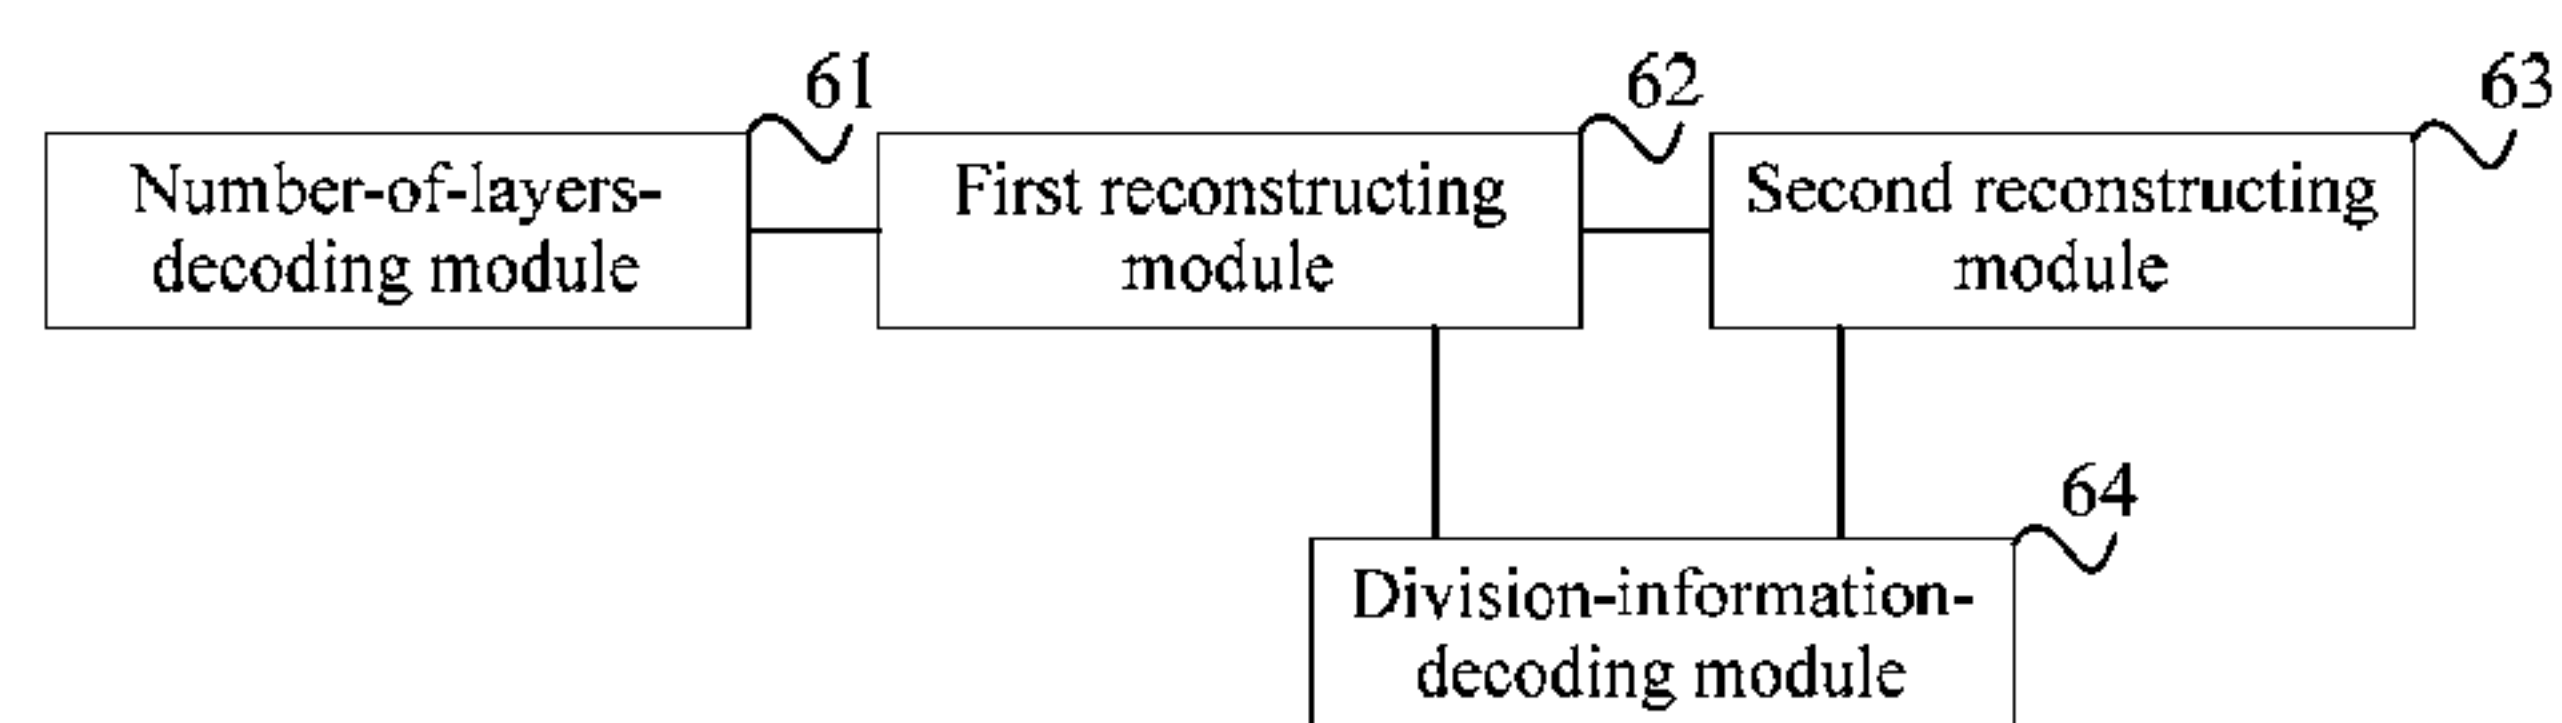 61
62
63
Number-of-layers-
decoding module
First reconstructing
module
Second reconstructing
module
64
Division-information-
decoding module